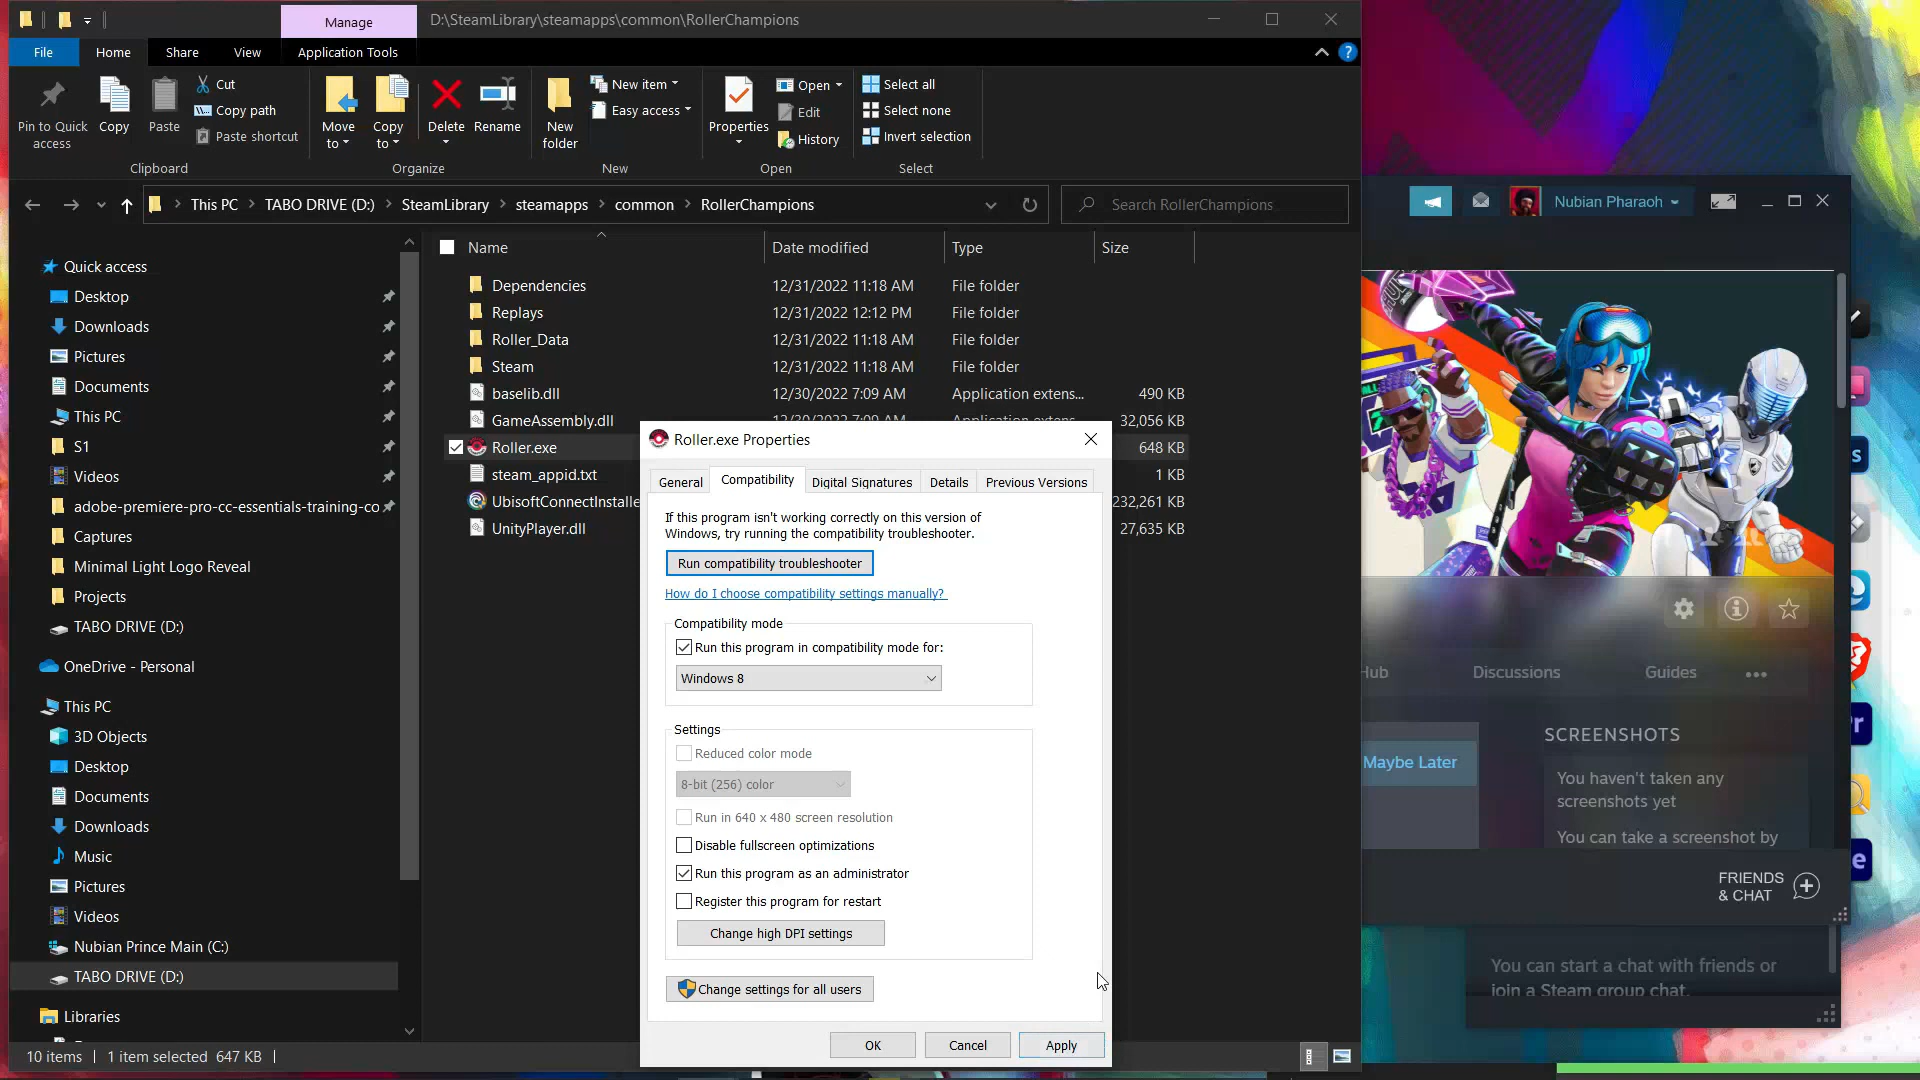 Manage
D:\SteamLibrary\steamapps\common\RollerChampions
File
Home
Share
View
Application Tools
Pin to Quick access
Copy
Paste
Cut
Copy path
Paste shortcut
Clipboard
Move to
Copy to
Delete
Rename
Organize
New folder
New item
Easy access
New
Properties
Open
Edit
History
Open
Select all
Select none
Invert selection
Select
This PC
TABO DRIVE (D:)
SteamLibrary
steamapps
common
RollerChampions
Search RollerChampions
Quick access
Desktop
Downloads
Pictures
Documents
This PC
S1
Videos
adobe-premiere-pro-cc-essentials-training-co
Captures
Minimal Light Logo Reveal
Projects
TABO DRIVE (D:)
OneDrive - Personal
This PC
3D Objects
Desktop
Documents
Downloads
Music
Pictures
Videos
Nubian Prince Main (C:)
TABO DRIVE (D:)
Libraries
Name
Date modified
Type
Size
Dependencies 12/31/2022 11:18 AM File folder
Replays 12/31/2022 12:12 PM File folder
Roller_Data 12/31/2022 11:18 AM File folder
Steam 12/31/2022 11:18 AM File folder
baselib.dll 12/30/2022 7:09 AM Application extens... 490 KB
GameAssembly.dll 12/30/2022 7:09 AM Application extens... 32,056 KB
Roller.exe 648 KB
steam_appid.txt 1 KB
UbisoftConnectInstalle 232,261 KB
UnityPlayer.dll 27,635 KB
10 items
1 item selected 647 KB
Roller.exe Properties
General
Compatibility
Digital Signatures
Details
Previous Versions
If this program isn't working correctly on this version of
Windows, try running the compatibility troubleshooter.
Run compatibility troubleshooter
How do I choose compatibility settings manually?
Compatibility mode
Run this program in compatibility mode for:
Windows 8
Settings
Reduced color mode
8-bit (256) color
Run in 640 x 480 screen resolution
Disable fullscreen optimizations
Run this program as an administrator
Register this program for restart
Change high DPI settings
Change settings for all users
OK
Cancel
Apply
Nubian Pharaoh
Hub
Discussions
Guides
Maybe Later
SCREENSHOTS
You haven't taken any
screenshots yet
You can take a screenshot by
FRIENDS
& CHAT
You can start a chat with friends or
join a Steam group chat.